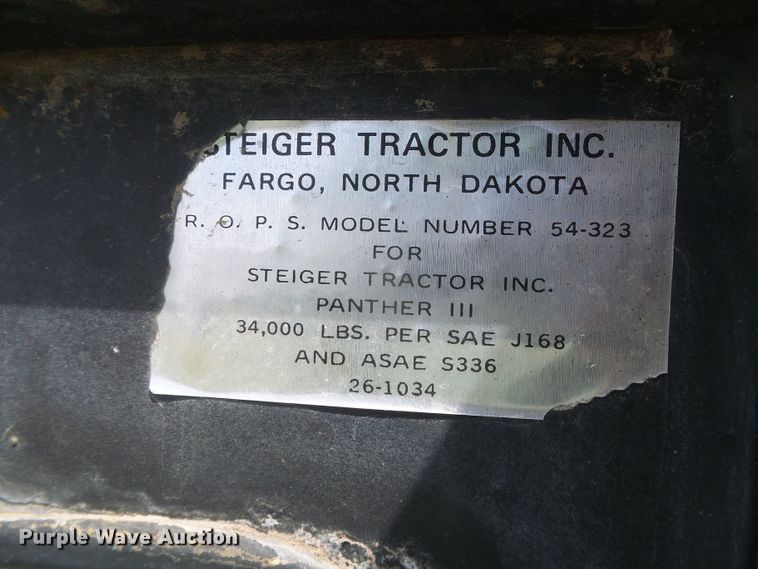 STEIGER TRACTOR INC.
FARGO, NORTH DAKOTA
R. O. P. S. MODEL NUMBER 54-323
FOR
STEIGER TRACTOR INC.
PANTHER III
34,000 LBS. PER SAE J168
AND ASAE S336
26-1034
Purple Wave Auction